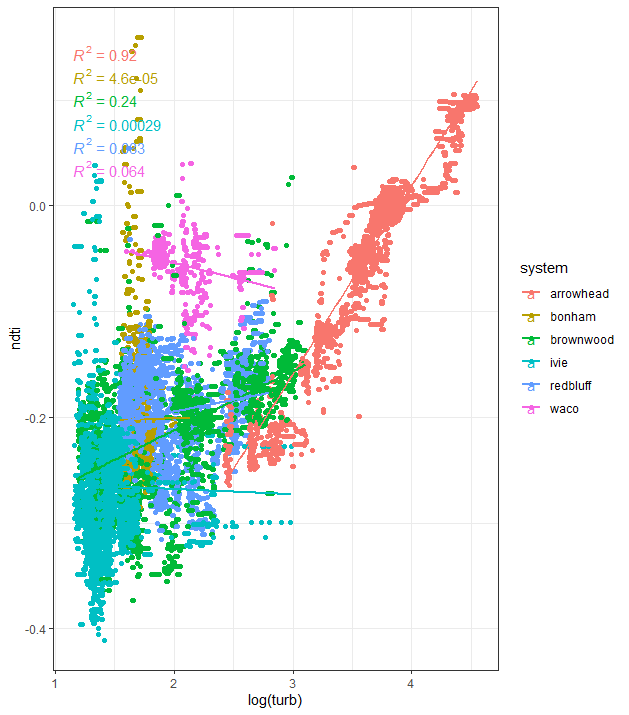 R² = 0.92
R² = 4.6e-05
R² = 0.24
R² = 0.00029
R² = 0.064
0.0
ndti
-0.2
-0.4
1 2 3 4
log(turb)
system
a arrowhead
a bonham
a brownwood
a ivie
a redbluff
a waco